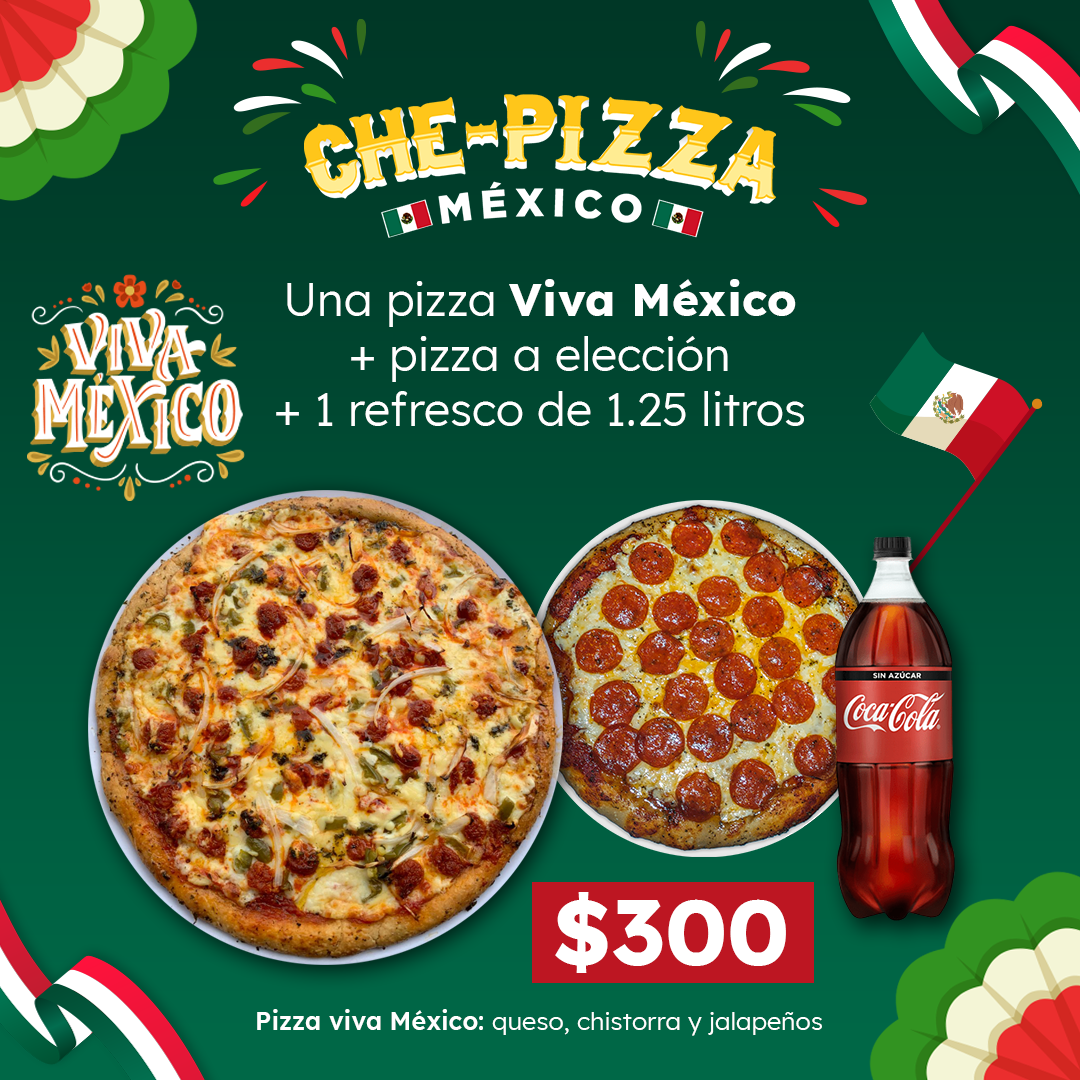 CHE-PIZZA
MÉXICO
VIVA
MÉXICO
Una pizza Viva México
+ pizza a elección
+ 1 refresco de 1.25 litros
SIN AZÚCAR
Coca-Cola
$300
Pizza viva México: queso, chistorra y jalapeños